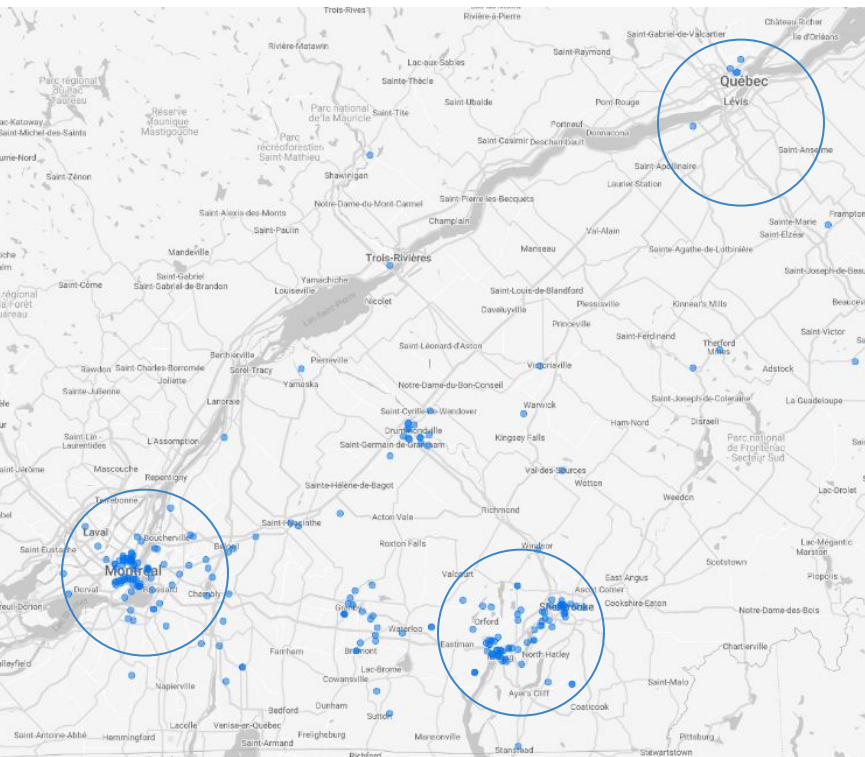 Trois-Rives
Rivière-à-Pierre
Château-Richer
Saint-Gabriel-de-Valcartier
Île d'Orléans
Rivière-Matawin
Saint-Raymond
Lac-aux-Sables
Parc régional
du Lac
Taureau
Sainte-Thècle
Québec
Réserve
faunique
Mastigouche
Parc national
de la Mauricie
Saint-Tite
Saint-Ubalde
Pont-Rouge
Lévis
Saint-Michel-des-Saints
Portneuf
Donnacona
Parc
récréoforestier
Saint-Mathieu
Saint-Casimir
Deschambault
Saint-Anselme
Saint-Zénon
Shawinigan
Saint-Apollinaire
Laurier-Station
Notre-Dame-du-Mont-Carmel
Saint-Pierre-les-Becquets
Saint-Alexis-des-Monts
Champlain
Sainte-Marie
Frampton
Saint-Paulin
Val-Alain
Saint-Elzéar
Mandeville
Trois-Rivières
Manseau
Sainte-Agathe-de-Lotbinière
Saint-Côme
Saint-Gabriel
Saint-Gabriel-de-Brandon
Yamachiche
Louiseville
Saint-Joseph-de-Beau
Lac Saint-Pierre
Nicolet
Saint-Louis-de-Blandford
Daveluyville
Plessisville
Kinnear's Mills
Princeville
Saint-Ferdinand
Saint-Victor
Saint-Léonard-d'Aston
Thetford
Mines
Berthierville
Pierreville
Victoriaville
Adstock
Rawdon
Saint-Charles-Borromée
Joliette
Sorel-Tracy
Yamaska
Notre-Dame-du-Bon-Conseil
Sainte-Julienne
Lanoraie
Saint-Cyrille-de-Wendover
Warwick
Saint-Joseph-de-Coleraine
La Guadeloupe
Drummondville
Ham-Nord
Disraeli
Saint-Lin -
Laurentides
L'Assomption
Saint-Germain-de-Grantham
Kingsey Falls
Parc national
de Frontenac
- Secteur Sud
Mascouche
Repentigny
Val-des-Sources
Wotton
Sainte-Hélène-de-Bagot
Weedon
Lac-Drolet
Terrebonne
Richmond
Saint-Hyacinthe
Acton Vale
Laval
Boucherville
Saint-Eustache
Beloeil
Roxton Falls
Windsor
Lac-Mégantic
Marston
Montréal
Valcourt
Scotstown
East Angus
Piopolis
Dorval
Brossard
Chambly
Granby
Ascot Corner
Sherbrooke
Cookshire-Eaton
Notre-Dame-des-Bois
Orford
Waterloo
Eastman
Chartierville
Farnham
Bromont
Magog
North Hatley
Lac-Brome
Cowansville
Saint-Malo
Napierville
Ayer's Cliff
Bedford
Dunham
Sutton
Coaticook
Lacolle
Venise-en-Québec
Frelighsburg
Mansonville
Saint-Antoine-Abbé
Hemmingford
Saint-Armand
Pittsburg
Richford
Stanstead
Stewartstown